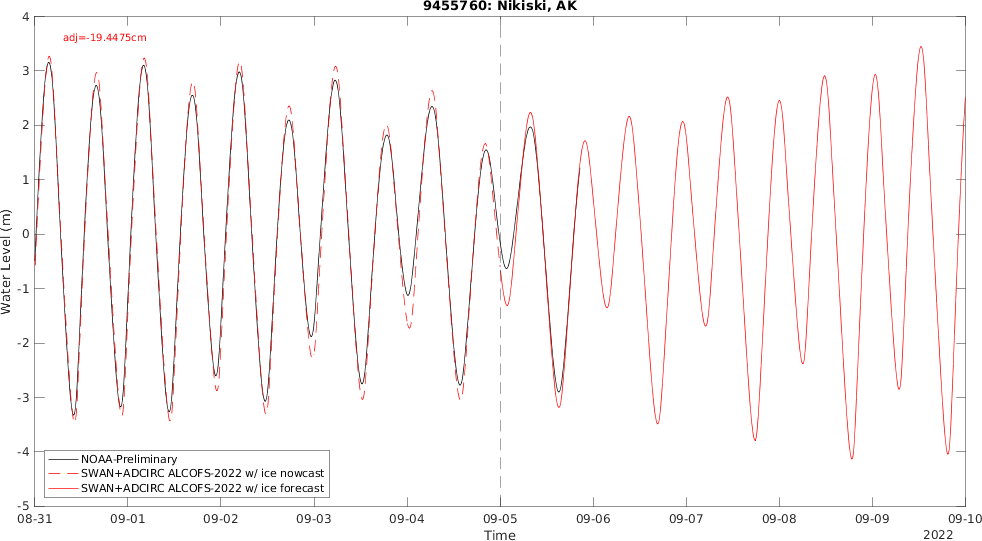 9455760: Nikiski, AK
adj=-19.4475cm
4
3
2
1
0
-1
-2
-3
-4
-5
Water Level (m)
NOAA-Preliminary
SWAN+ADCIRC ALCOFS-2022 w/ ice nowcast
SWAN+ADCIRC ALCOFS-2022 w/ ice forecast
08-31 09-01 09-02 09-03 09-04 09-05 09-06 09-07 09-08 09-09 09-10
Time
2022